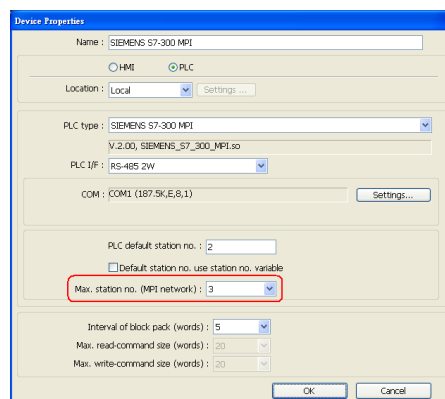 Device Properties
Name : SIEMENS S7-300 MPI
HMI PLC
Location : Local Settings ...
PLC type : SIEMENS S7-300 MPI
V.2.00, SIEMENS_S7_300_MPI.so
PLC I/F : RS-485 2W
COM : COM1 (187.5K,E,8,1) Settings...
PLC default station no. : 2
Default station no. use station no. variable
Max. station no. (MPI network) : 3
Interval of block pack (words) : 5
Max. read-command size (words) : 20
Max. write-command size (words) : 20
OK Cancel